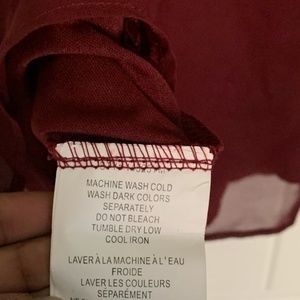 MACHINE WASH COLD
WASH DARK COLORS
SEPARATELY
DO NOT BLEACH
TUMBLE DRY LOW
COOL IRON
LAVER À LA MACHINE À L'EAU
FROIDE
LAVER LES COULEURS
SÉPARÉMENT